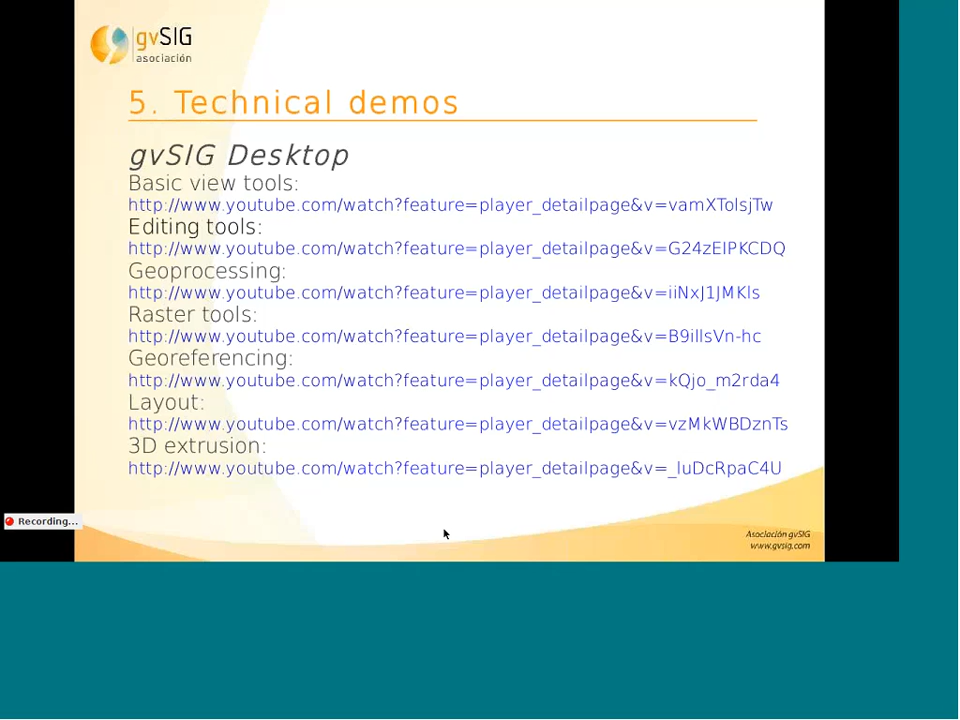 gvSIG
asociación
5. Technical demos
gvSIG Desktop
Basic view tools:
http://www.youtube.com/watch?feature=player_detailpage&v=vamXTolsjTw
Editing tools:
http://www.youtube.com/watch?feature=player_detailpage&v=G24zEIPKCDQ
Geoprocessing:
http://www.youtube.com/watch?feature=player_detailpage&v=iiNxJ1JMKls
Raster tools:
http://www.youtube.com/watch?feature=player_detailpage&v=B9illsVn-hc
Georeferencing:
http://www.youtube.com/watch?feature=player_detailpage&v=kQjo_m2rda4
Layout:
http://www.youtube.com/watch?feature=player_detailpage&v=vzMkWBDznTs
3D extrusion:
http://www.youtube.com/watch?feature=player_detailpage&v=_luDcRpaC4U
Recording...
Asociación gvSIG
www.gvsig.com